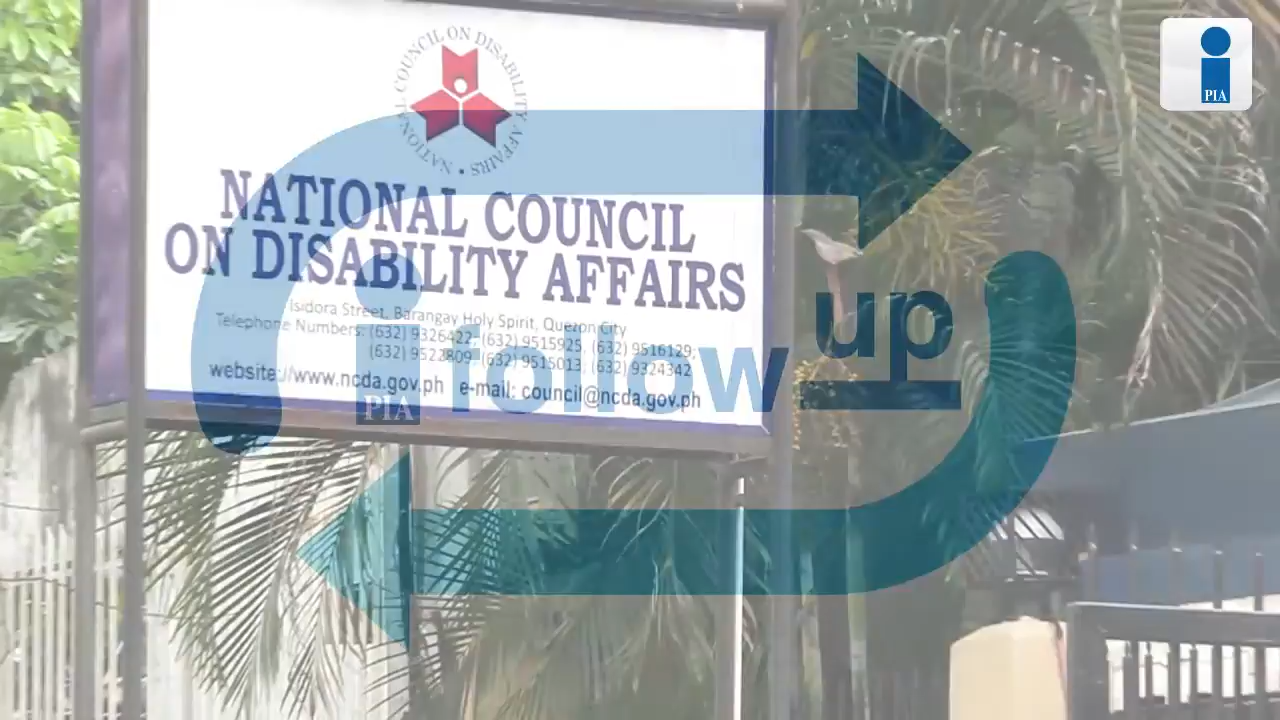 PIA
NATIONAL COUNCIL ON DISABILITY AFFAIRS
NATIONAL COUNCIL
ON DISABILITY AFFAIRS
Isidora Street, Barangay Holy Spirit, Quezon City
Telephone Numbers: (632) 9326422; (632) 9515925, (632) 9516129;
(632) 9522809, (632) 9515013, (632) 9324342
website://www.ncda.gov.ph e-mail: council@ncda.gov.ph
follow up
PIA